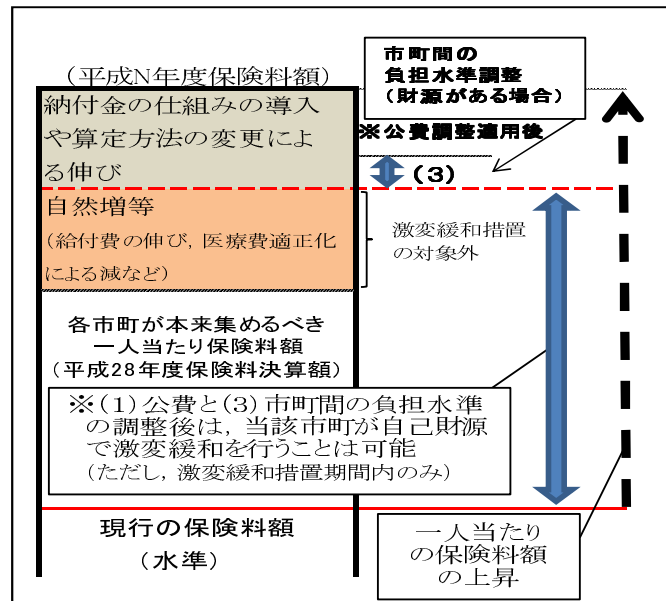 (平成N年度保険料額)
市町間の
負担水準調整
(財源がある場合)
※公費調整適用後
(3)
納付金の仕組みの導入
や算定方法の変更によ
る伸び
自然増等
(給付費の伸び，医療費適正化
による減など)
激変緩和措置
の対象外
各市町が本来集めるべき
一人当たり保険料額
(平成28年度保険料決算額)
※(1)公費と(3)市町間の負担水準
の調整後は，当該市町が自己財源
で激変緩和を行うことは可能
(ただし，激変緩和措置期間内のみ)
現行の保険料額
(水準)
一人当たり
の保険料額
の上昇